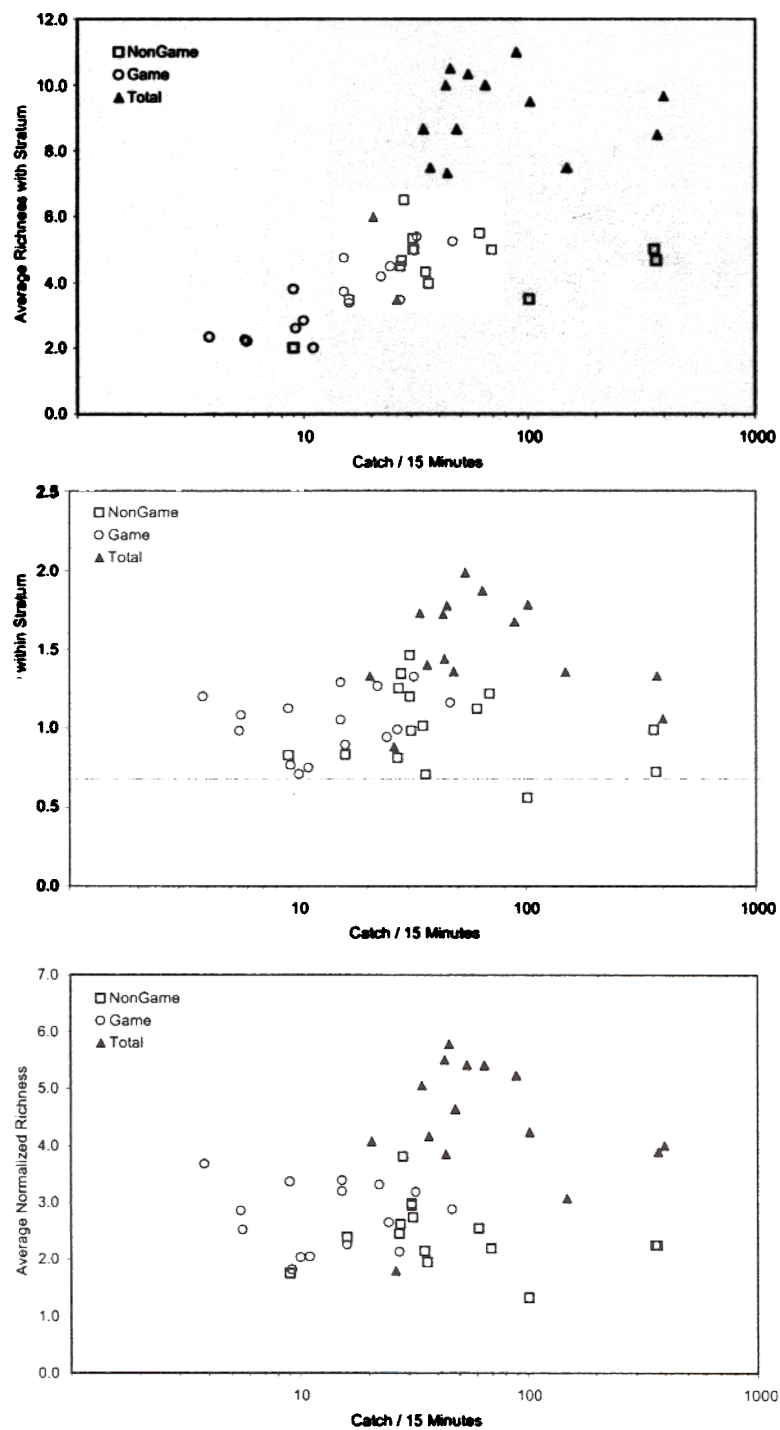 12.0
10.0
8.0
6.0
4.0
2.0
0.0
Average Richness with Stratum
NonGame
Game
Total
10
100
1000
Catch / 15 Minutes
2.5
2.0
1.5
1.0
0.5
0.0
within Stratum
NonGame
Game
Total
10
100
1000
Catch / 15 Minutes
7.0
6.0
5.0
4.0
3.0
2.0
1.0
0.0
Average Normalized Richness
NonGame
Game
Total
10
100
1000
Catch / 15 Minutes